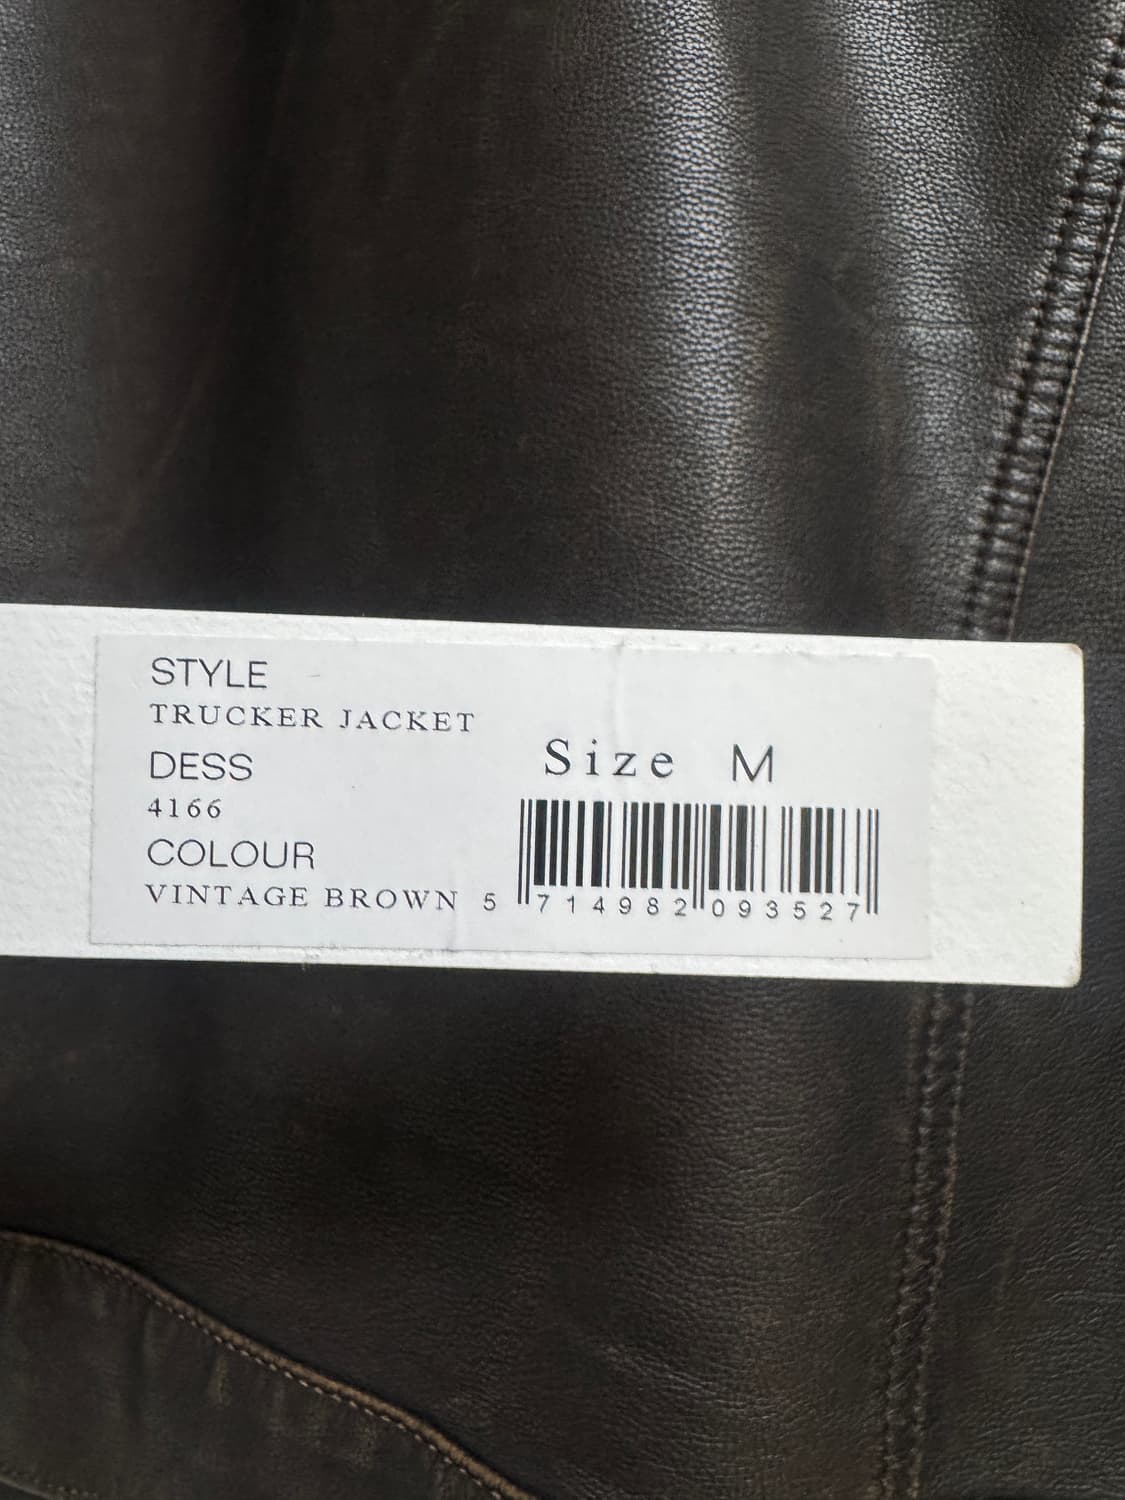 STYLE
TRUCKER JACKET
DESS
4166
COLOUR
VINTAGE BROWN
Size M
5 714982 093527